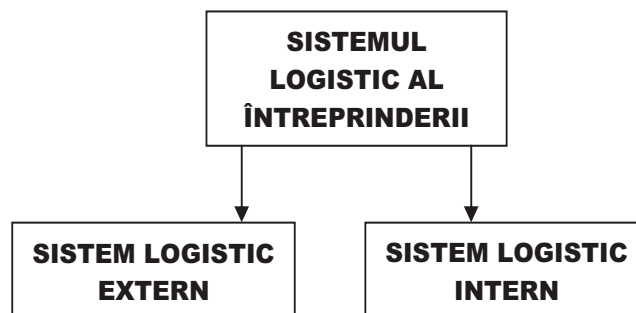 SISTEMUL
LOGISTIC AL
ÎNTREPRINDERII
SISTEM LOGISTIC
EXTERN
SISTEM LOGISTIC
INTERN